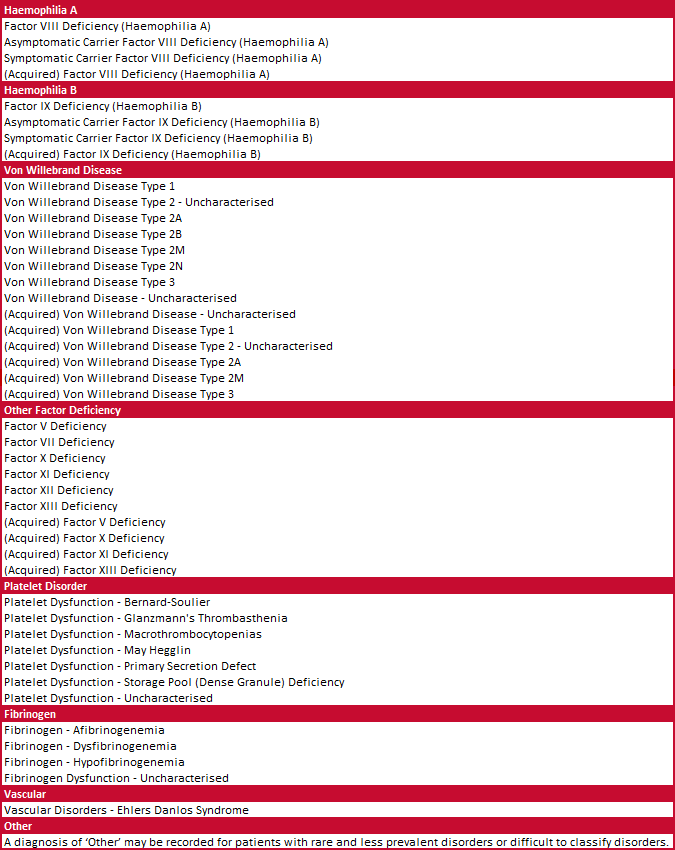 Haemophilia A
Factor VIII Deficiency (Haemophilia A)
Asymptomatic Carrier Factor VIII Deficiency (Haemophilia A)
Symptomatic Carrier Factor VIII Deficiency (Haemophilia A)
(Acquired) Factor VIII Deficiency (Haemophilia A)
Haemophilia B
Factor IX Deficiency (Haemophilia B)
Asymptomatic Carrier Factor IX Deficiency (Haemophilia B)
Symptomatic Carrier Factor IX Deficiency (Haemophilia B)
(Acquired) Factor IX Deficiency (Haemophilia B)
Von Willebrand Disease
Von Willebrand Disease Type 1
Von Willebrand Disease Type 2 - Uncharacterised
Von Willebrand Disease Type 2A
Von Willebrand Disease Type 2B
Von Willebrand Disease Type 2M
Von Willebrand Disease Type 2N
Von Willebrand Disease Type 3
Von Willebrand Disease - Uncharacterised
(Acquired) Von Willebrand Disease - Uncharacterised
(Acquired) Von Willebrand Disease Type 1
(Acquired) Von Willebrand Disease Type 2 - Uncharacterised
(Acquired) Von Willebrand Disease Type 2A
(Acquired) Von Willebrand Disease Type 2M
(Acquired) Von Willebrand Disease Type 3
Other Factor Deficiency
Factor V Deficiency
Factor VII Deficiency
Factor X Deficiency
Factor XI Deficiency
Factor XII Deficiency
Factor XIII Deficiency
(Acquired) Factor V Deficiency
(Acquired) Factor X Deficiency
(Acquired) Factor XI Deficiency
(Acquired) Factor XIII Deficiency
Platelet Disorder
Platelet Dysfunction - Bernard-Soulier
Platelet Dysfunction - Glanzmann's Thrombasthenia
Platelet Dysfunction - Macrothrombocytopenias
Platelet Dysfunction - May Hegglin
Platelet Dysfunction - Primary Secretion Defect
Platelet Dysfunction - Storage Pool (Dense Granule) Deficiency
Platelet Dysfunction - Uncharacterised
Fibrinogen
Fibrinogen - Afibrinogenemia
Fibrinogen - Dysfibrinogenemia
Fibrinogen - Hypofibrinogenemia
Fibrinogen Dysfunction - Uncharacterised
Vascular
Vascular Disorders - Ehlers Danlos Syndrome
Other
A diagnosis of ‘Other’ may be recorded for patients with rare and less prevalent disorders or difficult to classify disorders.